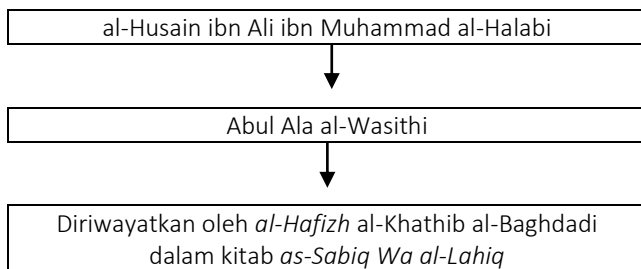 al-Husain ibn Ali ibn Muhammad al-Halabi
Abul Ala al-Wasithi
Diriwayatkan oleh al-Hafizh al-Khathib al-Baghdadi
dalam kitab as-Sabiq Wa al-Lahiq